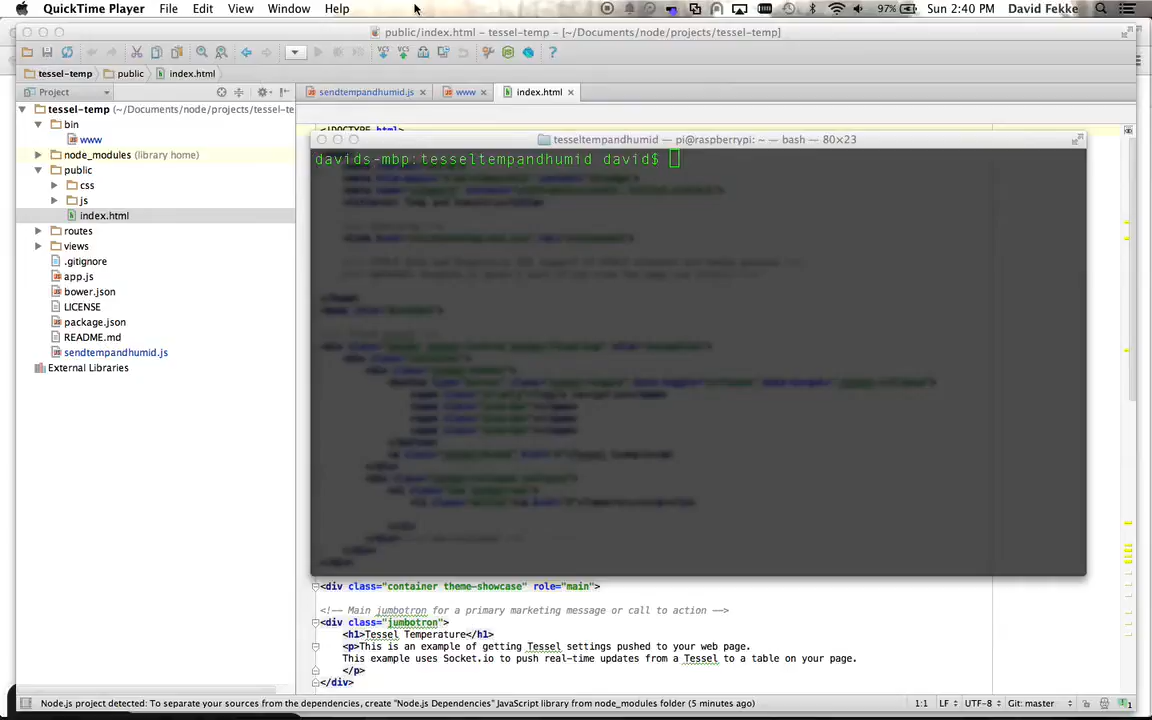 QuickTime Player File Edit View Window Help 97% Sun 2:40 PM David Fekke
public/index.html - tessel-temp - [~/Documents/node/projects/tessel-temp]
tessel-temp public index.html
Project sendtempandhumid.js www index.html
tessel-temp (~/Documents/node/projects/tessel-te
<!DOCTYPE html>
bin
www
node_modules (library home)
public
css
js
index.html
routes
views
.gitignore
app.js
bower.json
LICENSE
package.json
README.md
sendtempandhumid.js
External Libraries
tesseltempandhumid — pi@raspberrypi: ~ — bash — 80×23
davids-mbp:tesseltempandhumid david$
<div class="container theme-showcase" role="main">
<!-- Main jumbotron for a primary marketing message or call to action -->
<div class="jumbotron">
<h1>Tessel Temperature</h1>
<p>This is an example of getting Tessel settings pushed to your web page.
This example uses Socket.io to push real-time updates from a Tessel to a table on your page.
</p>
</div>
Node.js project detected: To separate your sources from the dependencies, create "Node.js Dependencies" JavaScript library from node_modules folder (5 minutes ago) 1:1 LF UTF-8 Git: master